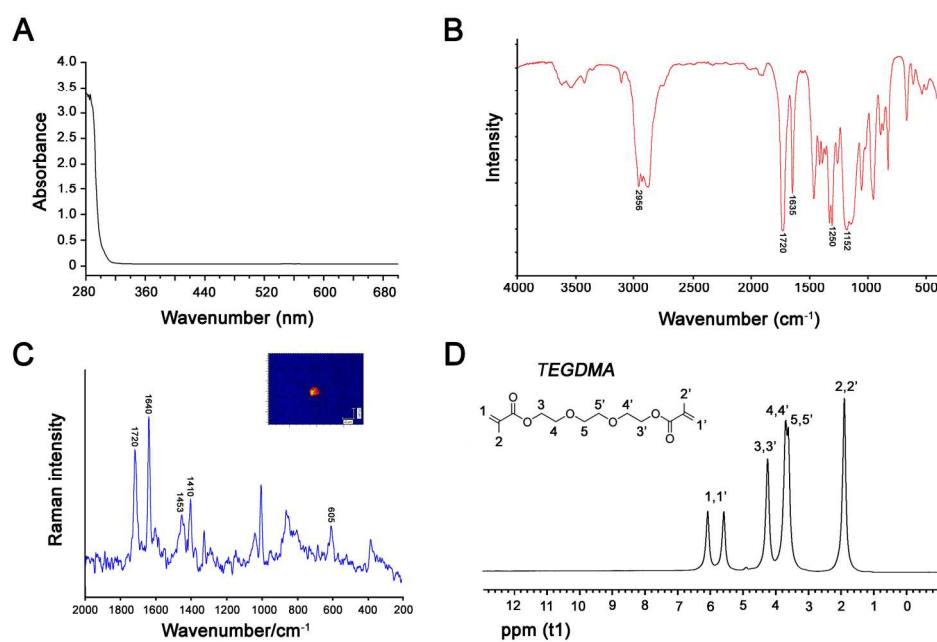 A
4.0
3.5
3.0
2.5
2.0
1.5
1.0
0.5
0
Absorbance
280 360 440 520 600 680
Wavenumber (nm)
B
Intensity
2956
1720
1635
1250
1152
4000 3500 3000 2500 2000 1500 1000 500
Wavenumber (cm-1)
C
Raman intensity
1720
1640
1453
1410
605
2000 1800 1600 1400 1200 1000 800 600 400 200
Wavenumber/cm-1
D
TEGDMA
O
1 O 3 O 5' 4' O 2'
2 O 4 5 O 3' O 1'
1,1'
3,3'
4,4'
5,5'
2,2'
12 11 10 9 8 7 6 5 4 3 2 1 0
ppm (t1)